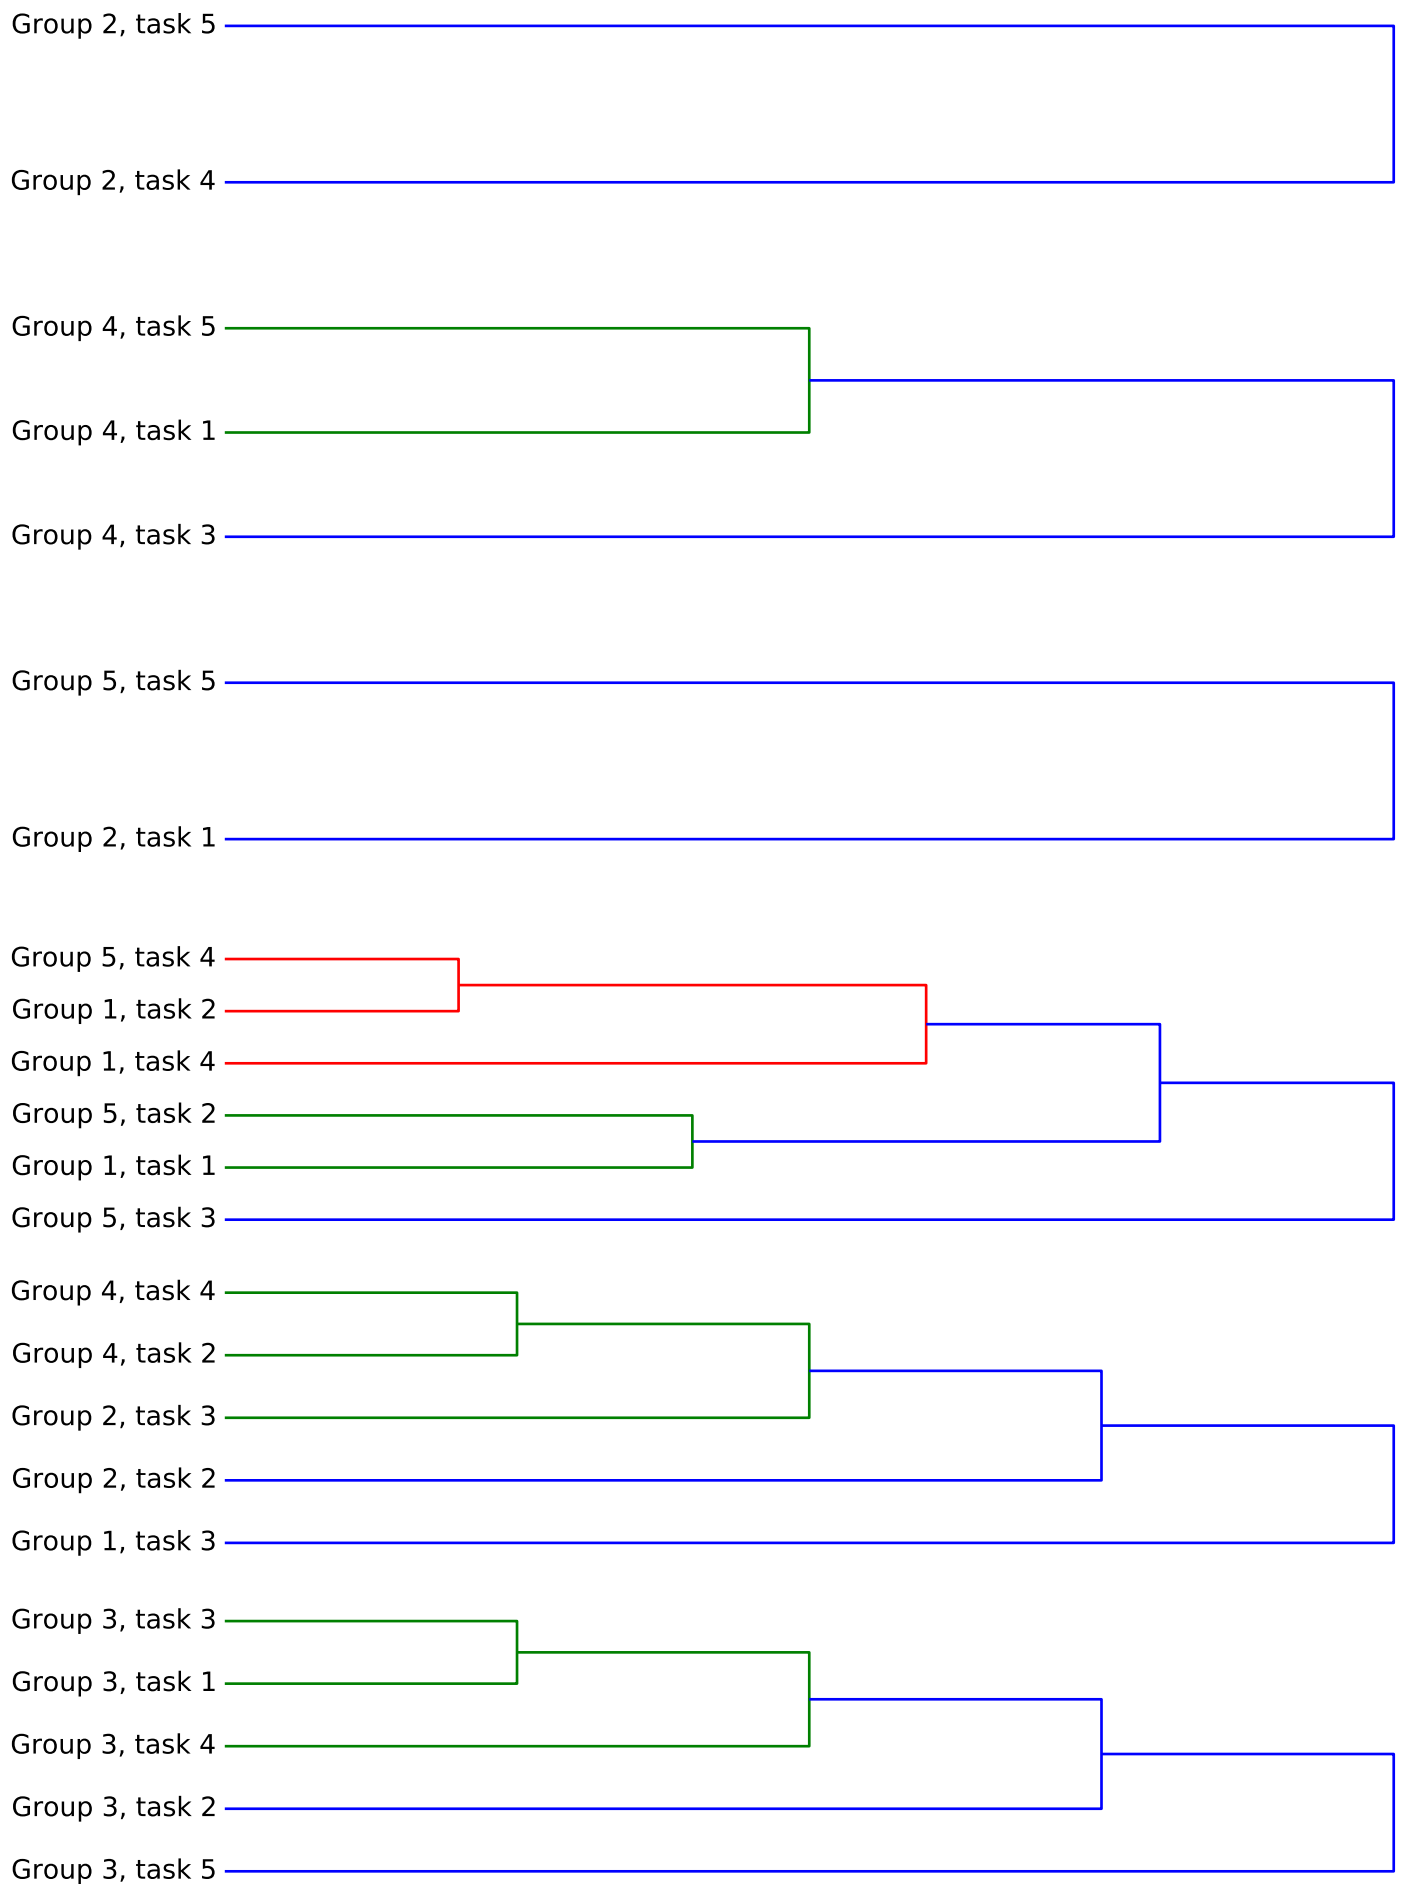 Group 2, task 5
Group 2, task 4
Group 4, task 5
Group 4, task 1
Group 4, task 3
Group 5, task 5
Group 2, task 1
Group 5, task 4
Group 1, task 2
Group 1, task 4
Group 5, task 2
Group 1, task 1
Group 5, task 3
Group 4, task 4
Group 4, task 2
Group 2, task 3
Group 2, task 2
Group 1, task 3
Group 3, task 3
Group 3, task 1
Group 3, task 4
Group 3, task 2
Group 3, task 5